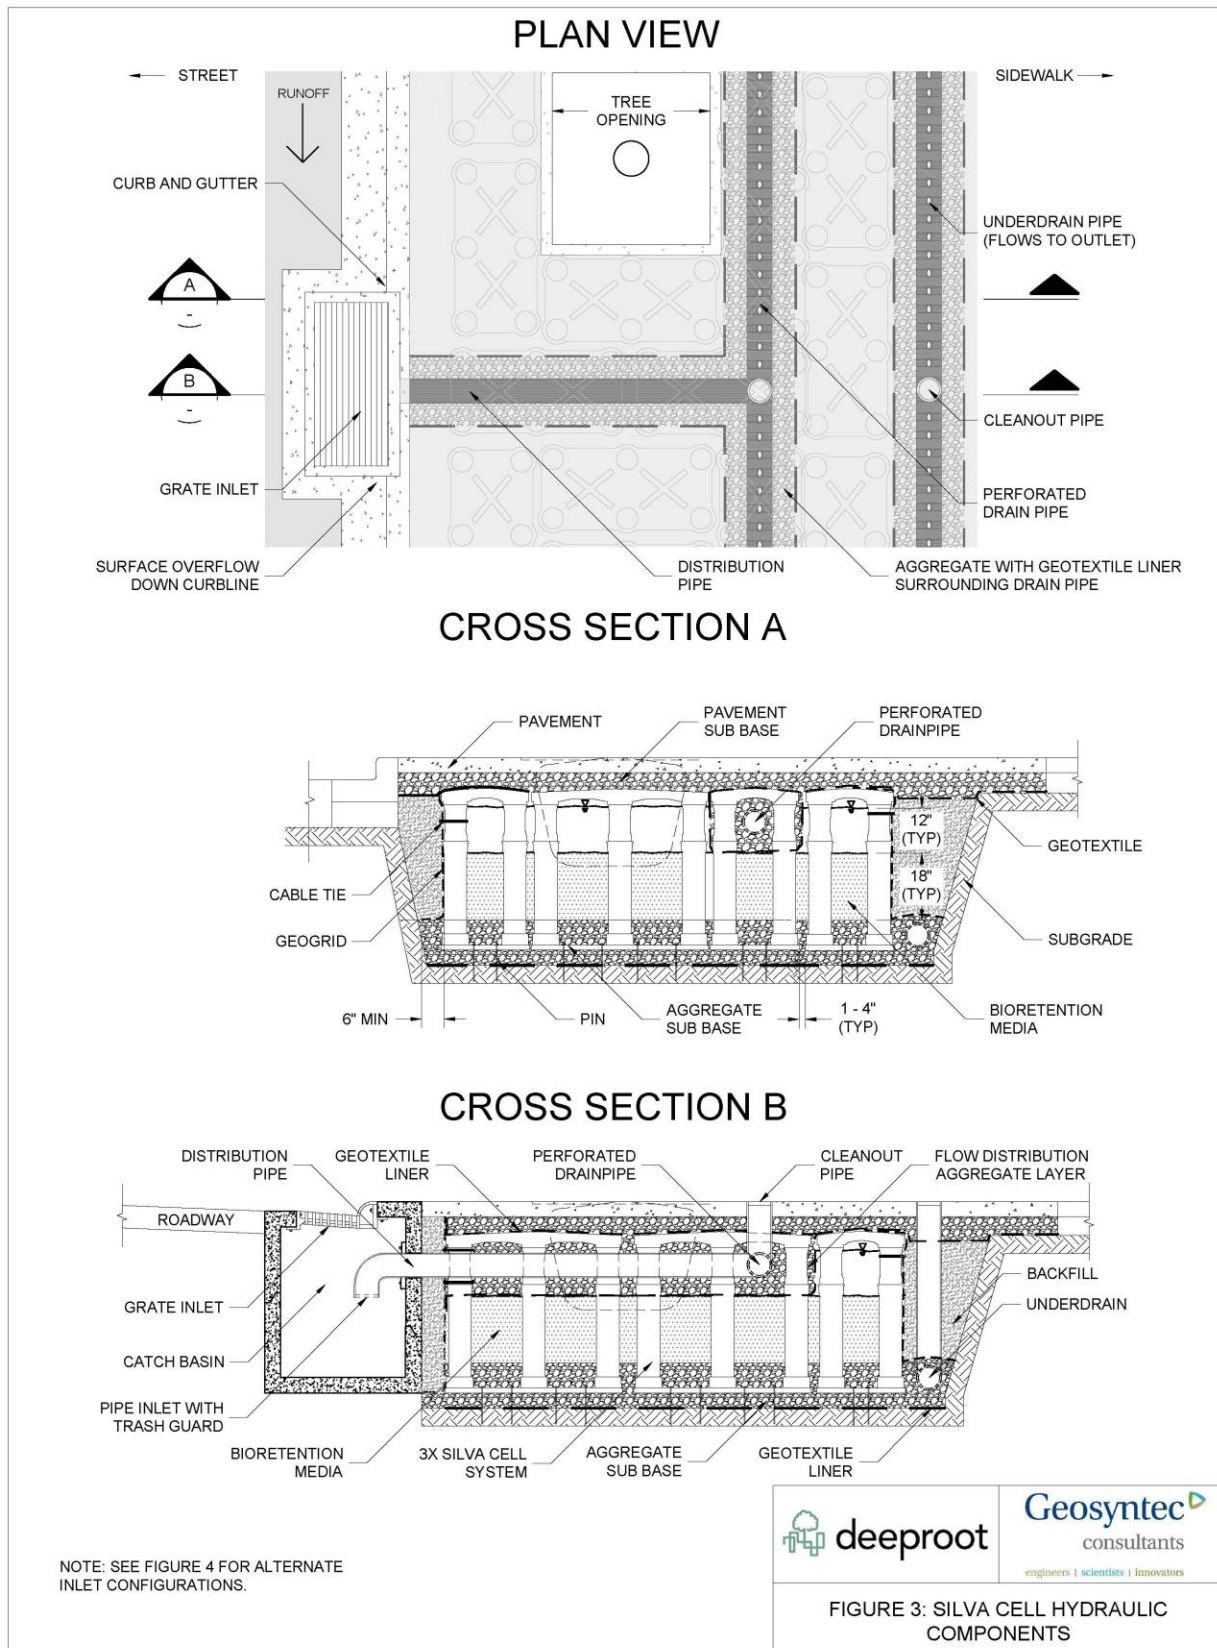 PLAN VIEW
STREET
SIDEWALK
RUNOFF
TREE
OPENING
CURB AND GUTTER
UNDERDRAIN PIPE
(FLOWS TO OUTLET)
A
-
B
-
CLEANOUT PIPE
GRATE INLET
PERFORATED
DRAIN PIPE
SURFACE OVERFLOW
DOWN CURBLINE
DISTRIBUTION
PIPE
AGGREGATE WITH GEOTEXTILE LINER
SURROUNDING DRAIN PIPE
CROSS SECTION A
PAVEMENT
PAVEMENT
SUB BASE
PERFORATED
DRAINPIPE
12"
(TYP)
GEOTEXTILE
18"
(TYP)
CABLE TIE
GEOGRID
SUBGRADE
6" MIN
PIN
AGGREGATE
SUB BASE
1 - 4"
(TYP)
BIORETENTION
MEDIA
CROSS SECTION B
DISTRIBUTION
PIPE
GEOTEXTILE
LINER
PERFORATED
DRAINPIPE
CLEANOUT
PIPE
FLOW DISTRIBUTION
AGGREGATE LAYER
ROADWAY
BACKFILL
GRATE INLET
UNDERDRAIN
CATCH BASIN
PIPE INLET WITH
TRASH GUARD
BIORETENTION
MEDIA
3X SILVA CELL
SYSTEM
AGGREGATE
SUB BASE
GEOTEXTILE
LINER
deeproot
Geosyntec
consultants
engineers | scientists | innovators
NOTE: SEE FIGURE 4 FOR ALTERNATE
INLET CONFIGURATIONS.
FIGURE 3: SILVA CELL HYDRAULIC
COMPONENTS